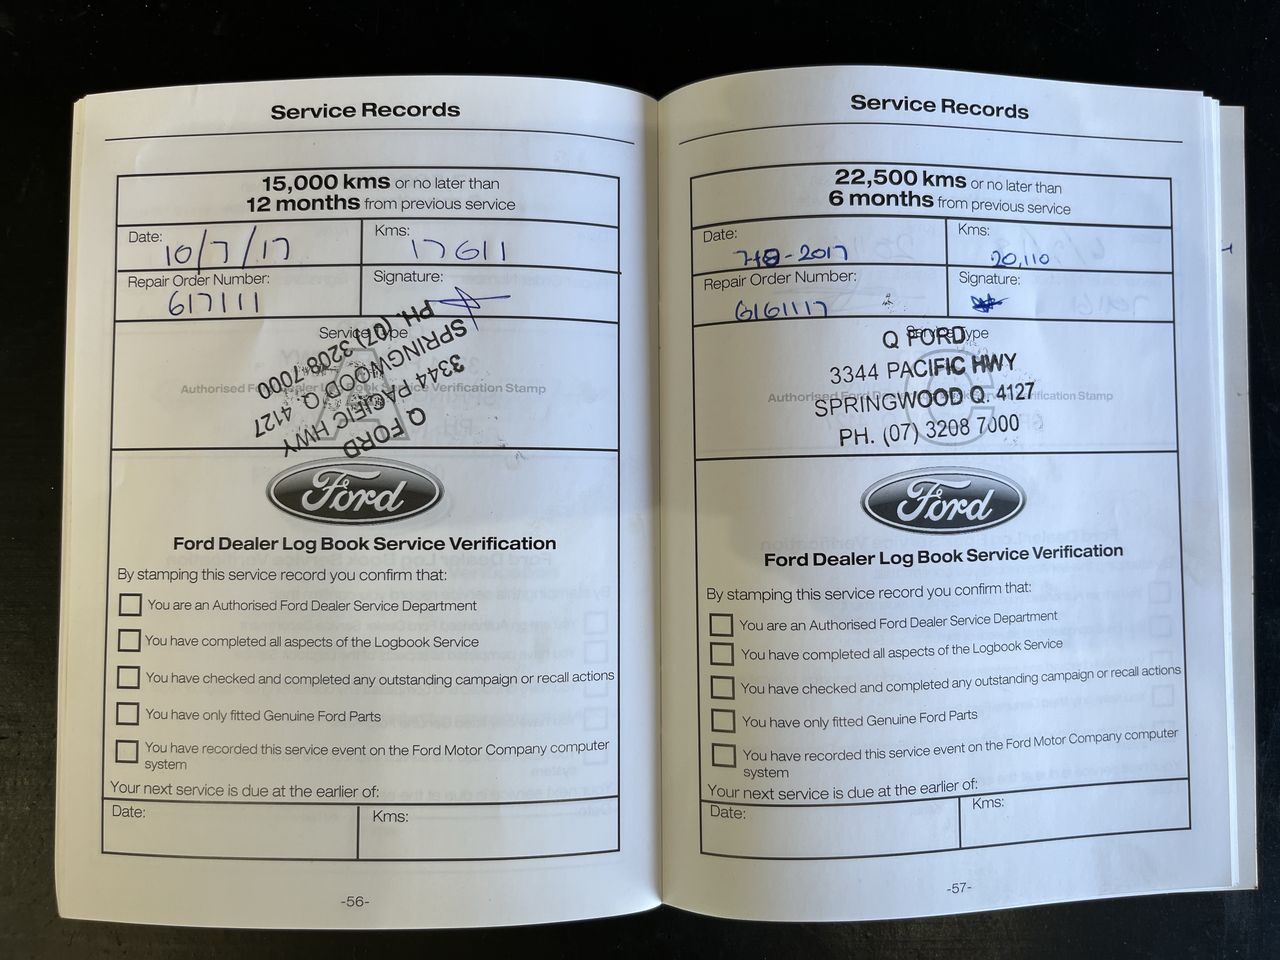 Service Records
15,000 kms or no later than
12 months from previous service
Date: 10/7/17
Kms: 17611
Repair Order Number: 617111
Signature:
Service Type
Authorised Ford Dealer Log Book Service Verification Stamp
A
Q FORD
3344 PACIFIC HWY
SPRINGWOOD Q. 4127
PH. (07) 3208 7000
Ford
Ford Dealer Log Book Service Verification
By stamping this service record you confirm that:
You are an Authorised Ford Dealer Service Department
You have completed all aspects of the Logbook Service
You have checked and completed any outstanding campaign or recall actions
You have only fitted Genuine Ford Parts
You have recorded this service event on the Ford Motor Company computer
system
Your next service is due at the earlier of:
Date:
Kms:
-56-
Service Records
22,500 kms or no later than
6 months from previous service
Date: -2017
Kms: 20,110
Repair Order Number: 6161117
Signature:
Service Type
Q FORD
3344 PACIFIC HWY
Authorised Ford Dealer Log Book Service Verification Stamp
C
SPRINGWOOD Q. 4127
PH. (07) 3208 7000
Ford
Ford Dealer Log Book Service Verification
By stamping this service record you confirm that:
You are an Authorised Ford Dealer Service Department
You have completed all aspects of the Logbook Service
You have checked and completed any outstanding campaign or recall actions
You have only fitted Genuine Ford Parts
You have recorded this service event on the Ford Motor Company computer
system
Your next service is due at the earlier of:
Date:
Kms:
-57-